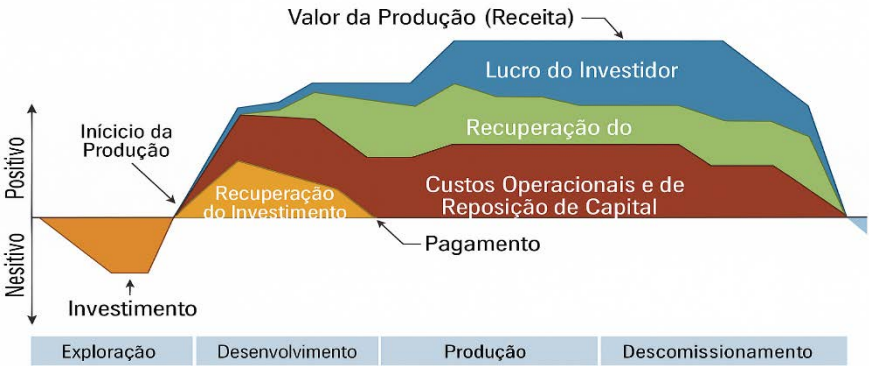 Valor da Produção (Receita)
Lucro do Investidor
Inícicio da
Produção
Recuperação do
Positivo
Recuperação
do Investimento
Custos Operacionais e de
Reposição de Capital
Pagamento
Nesitivo
Investimento
Exploração
Desenvolvimento
Produção
Descomissionamento